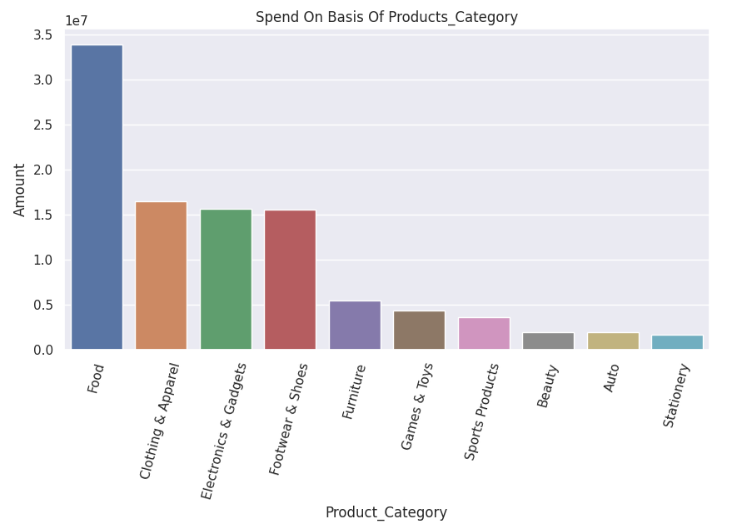 Spend On Basis Of Products_Category
1e7
3.5
3.0
2.5
2.0
1.5
1.0
0.5
0.0
Amount
Food
Clothing & Apparel
Electronics & Gadgets
Footwear & Shoes
Furniture
Games & Toys
Sports Products
Beauty
Auto
Stationery
Product_Category